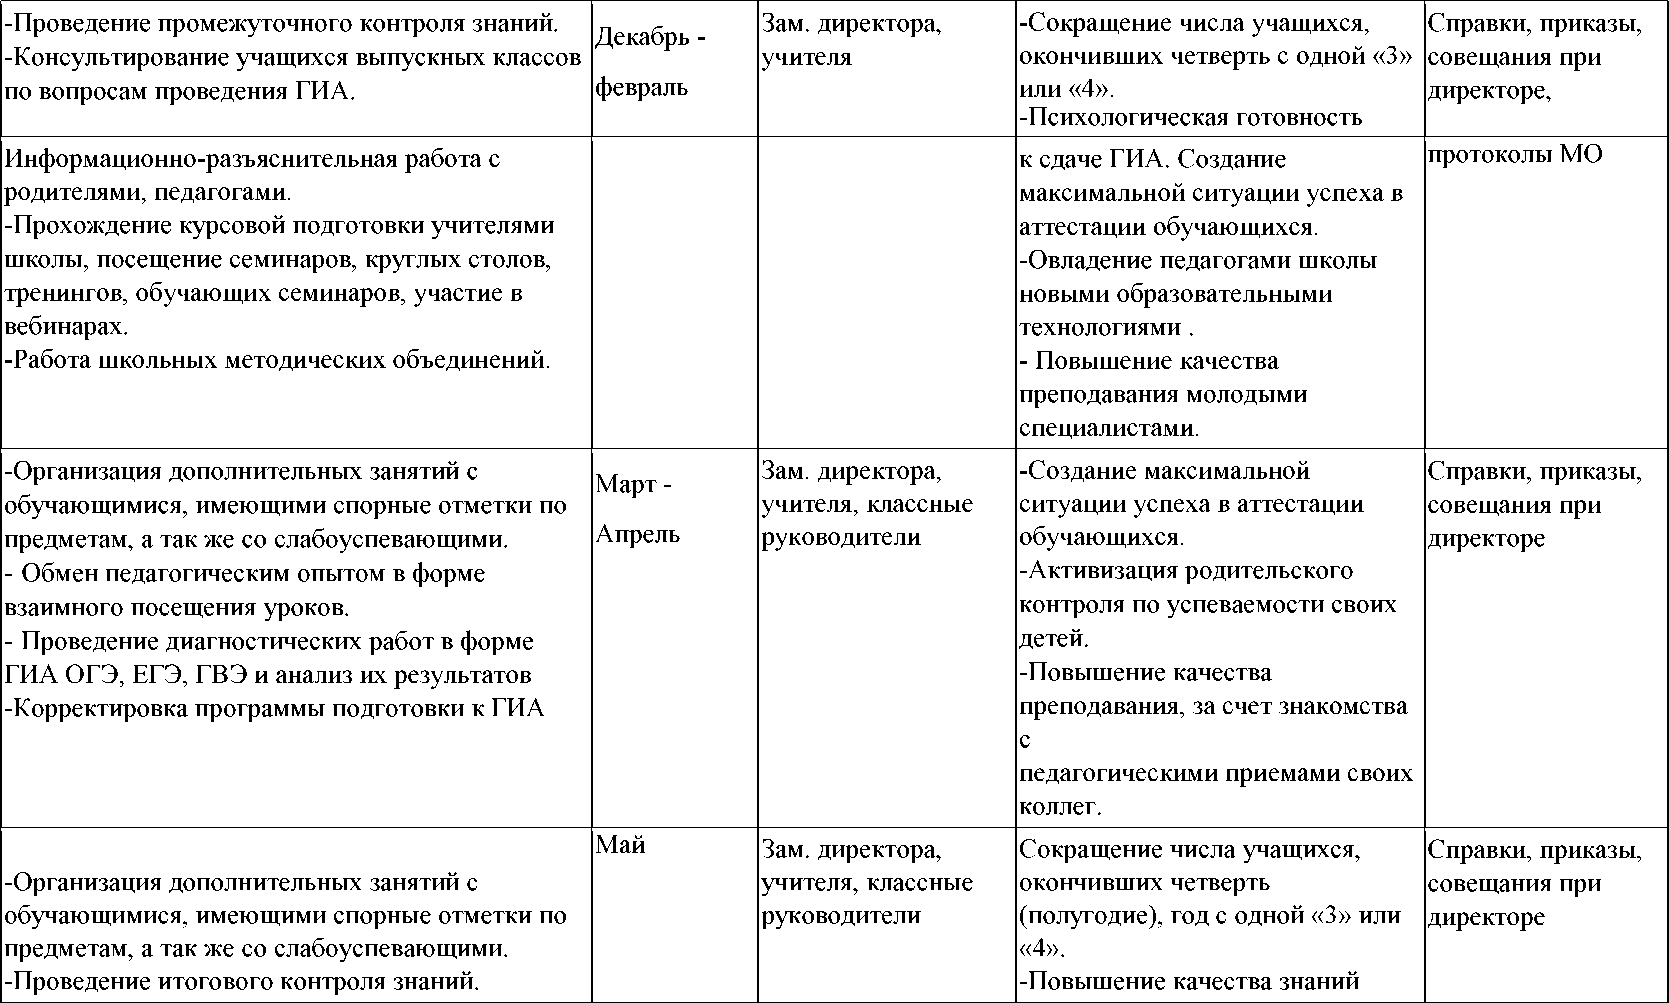 -Проведение промежуточного контроля знаний.
-Консультирование учащихся выпускных классов
по вопросам проведения ГИА.
Декабрь -
февраль
Зам. директора,
учителя
-Сокращение числа учащихся,
окончивших четверть с одной «3»
или «4».
-Психологическая готовность
Справки, приказы,
совещания при
директоре,
Информационно-разъяснительная работа с
родителями, педагогами.
-Прохождение курсовой подготовки учителями
школы, посещение семинаров, круглых столов,
тренингов, обучающих семинаров, участие в
вебинарах.
-Работа школьных методических объединений.
к сдаче ГИА. Создание
максимальной ситуации успеха в
аттестации обучающихся.
-Овладение педагогами школы
новыми образовательными
технологиями .
- Повышение качества
преподавания молодыми
специалистами.
протоколы МО
-Организация дополнительных занятий с
обучающимися, имеющими спорные отметки по
предметам, а так же со слабоуспевающими.
- Обмен педагогическим опытом в форме
взаимного посещения уроков.
- Проведение диагностических работ в форме
ГИА ОГЭ, ЕГЭ, ГВЭ и анализ их результатов
-Корректировка программы подготовки к ГИА
Март -
Апрель
Зам. директора,
учителя, классные
руководители
-Создание максимальной
ситуации успеха в аттестации
обучающихся.
-Активизация родительского
контроля по успеваемости своих
детей.
-Повышение качества
преподавания, за счет знакомства
с
педагогическими приемами своих
коллег.
Справки, приказы,
совещания при
директоре
-Организация дополнительных занятий с
обучающимися, имеющими спорные отметки по
предметам, а так же со слабоуспевающими.
-Проведение итогового контроля знаний.
Май
Зам. директора,
учителя, классные
руководители
Сокращение числа учащихся,
окончивших четверть
(полугодие), год с одной «3» или
«4».
-Повышение качества знаний
Справки, приказы,
совещания при
директоре